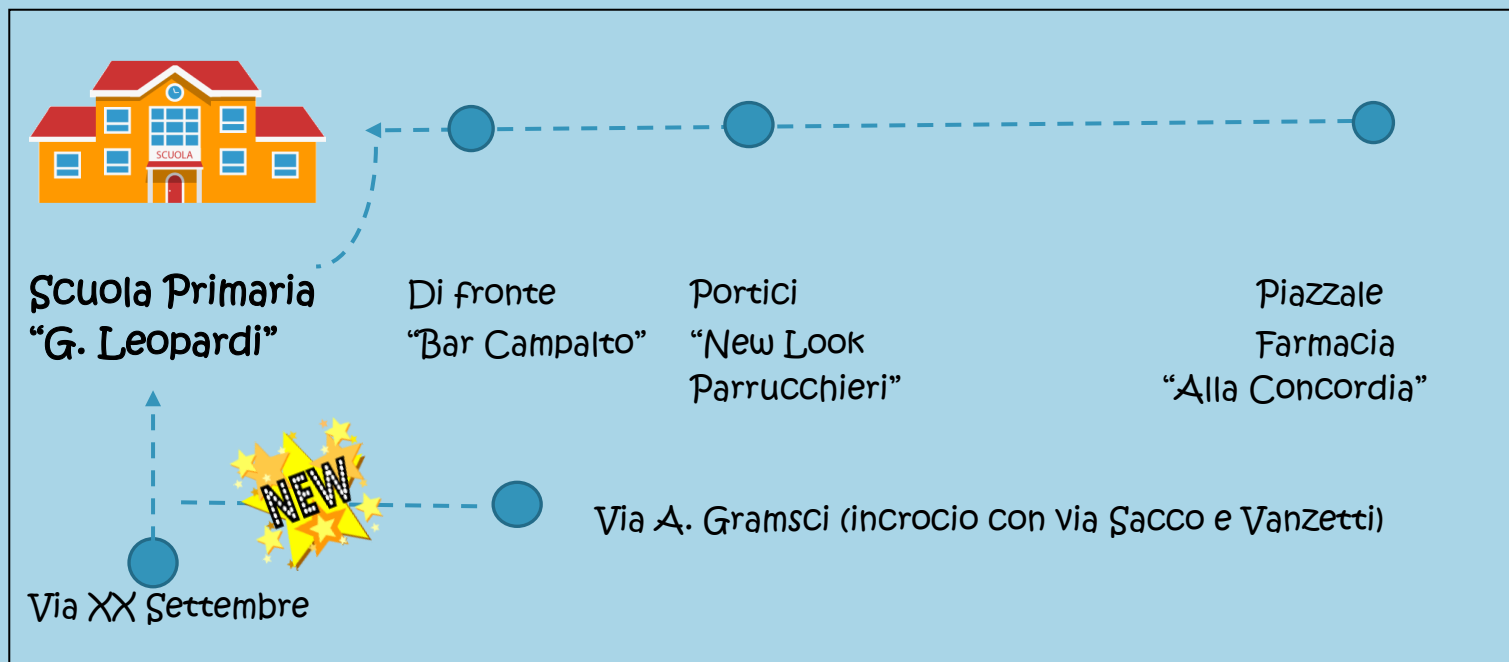 SCUOLA
Scuola Primaria
“G. Leopardi”
Di fronte
“Bar Campalto”
Portici
“New Look
Parrucchieri”
Piazzale
Farmacia
“Alla Concordia”
NEW
Via A. Gramsci (incrocio con via Sacco e Vanzetti)
Via XX Settembre